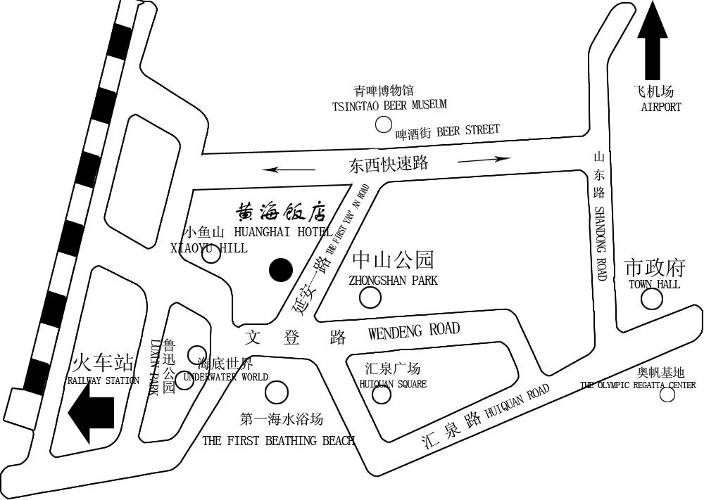 青啤博物馆
TSINGTAO BEER MUSEUM
飞机场
AIRPORT
啤酒街 BEER STREET
东西快速路
山东路 SHANDONG ROAD
黄海饭店
HUANGHAI HOTEL
小鱼山
XIAOYU HILL
延安一路 THE FIRST YAN' AN ROAD
中山公园
ZHONGSHAN PARK
市政府
TOWN HALL
文登路 WENDENG ROAD
火车站
RAILWAY STATION
鲁迅公园
LUXUN PARK
海底世界
UNDERWATER WORLD
汇泉广场
HUIQUAN SQUARE
奥帆基地
THE OLYMPIC REGATTA CENTER
第一海水浴场
THE FIRST BEATHING BEACH
汇泉路 HUIQUAN ROAD